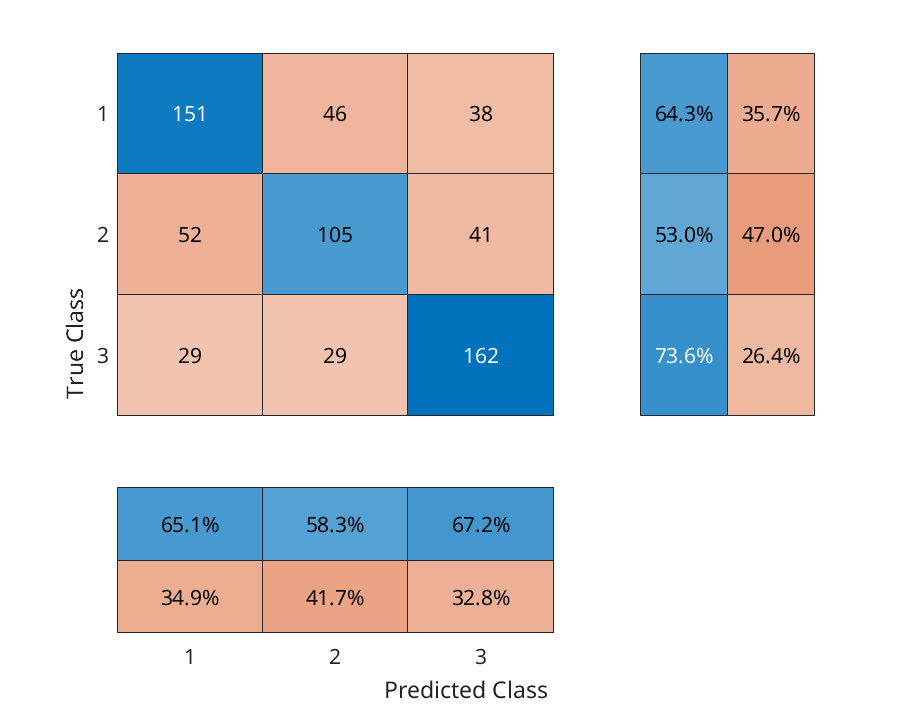 1 151 46 38 64.3% 35.7%
2 52 105 41 53.0% 47.0%
3 29 29 162 73.6% 26.4%
True Class
65.1% 58.3% 67.2%
34.9% 41.7% 32.8%
1 2 3
Predicted Class